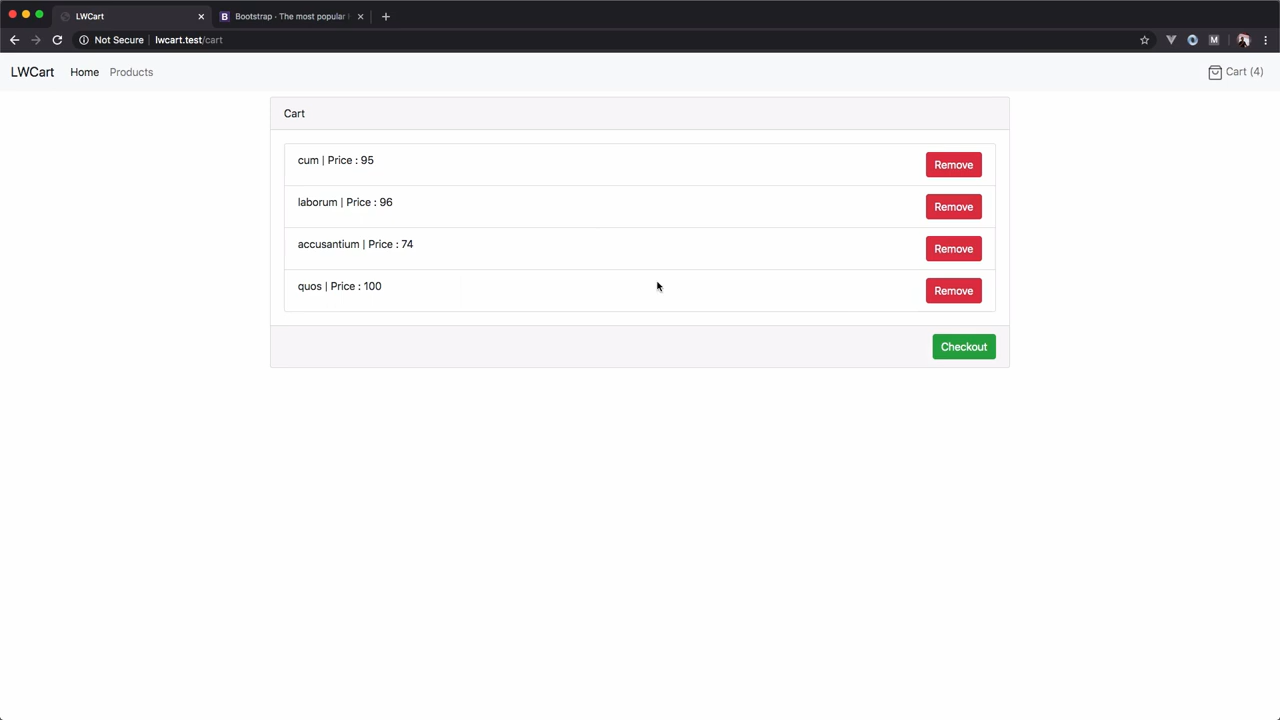 LWCart
Bootstrap · The most popular
Not Secure | lwcart.test/cart
LWCart Home Products Cart (4)
Cart
cum | Price : 95 Remove
laborum | Price : 96 Remove
accusantium | Price : 74 Remove
quos | Price : 100 Remove
Checkout